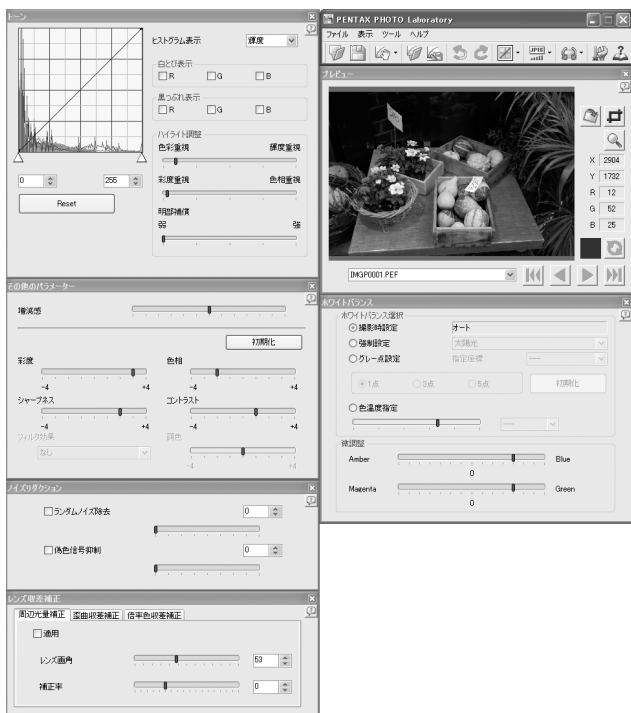 トーン
ヒストグラム表示 輝度
白とび表示
R G B
黒つぶれ表示
R G B
ハイライト調整
色彩重視 輝度重視
彩度重視 色相重視
明部補償
弱 強
0 255
Reset
その他のパラメーター
増減感
初期化
彩度 色相
-4 +4 -4 +4
シャープネス コントラスト
-4 +4 -4 +4
フィルタ効果 調色
なし
-4 +4
ノイズリダクション
ランダムノイズ除去 0
偽色信号抑制 0
レンズ収差補正
周辺光量補正 歪曲収差補正 倍率色収差補正
適用
レンズ画角 53
補正率 0
PENTAX PHOTO Laboratory
ファイル 表示 ツール ヘルプ
JPEG
プレビュー
X 2904
Y 1732
R 12
G 52
B 25
IMGP0001.PEF
ホワイトバランス
ホワイトバランス選択
撮影時設定 オート
強制設定 太陽光
グレー点設定 指定座標 ----
1点 3点 5点 初期化
色温度指定
----
微調整
Amber Blue
0
Magenta Green
0